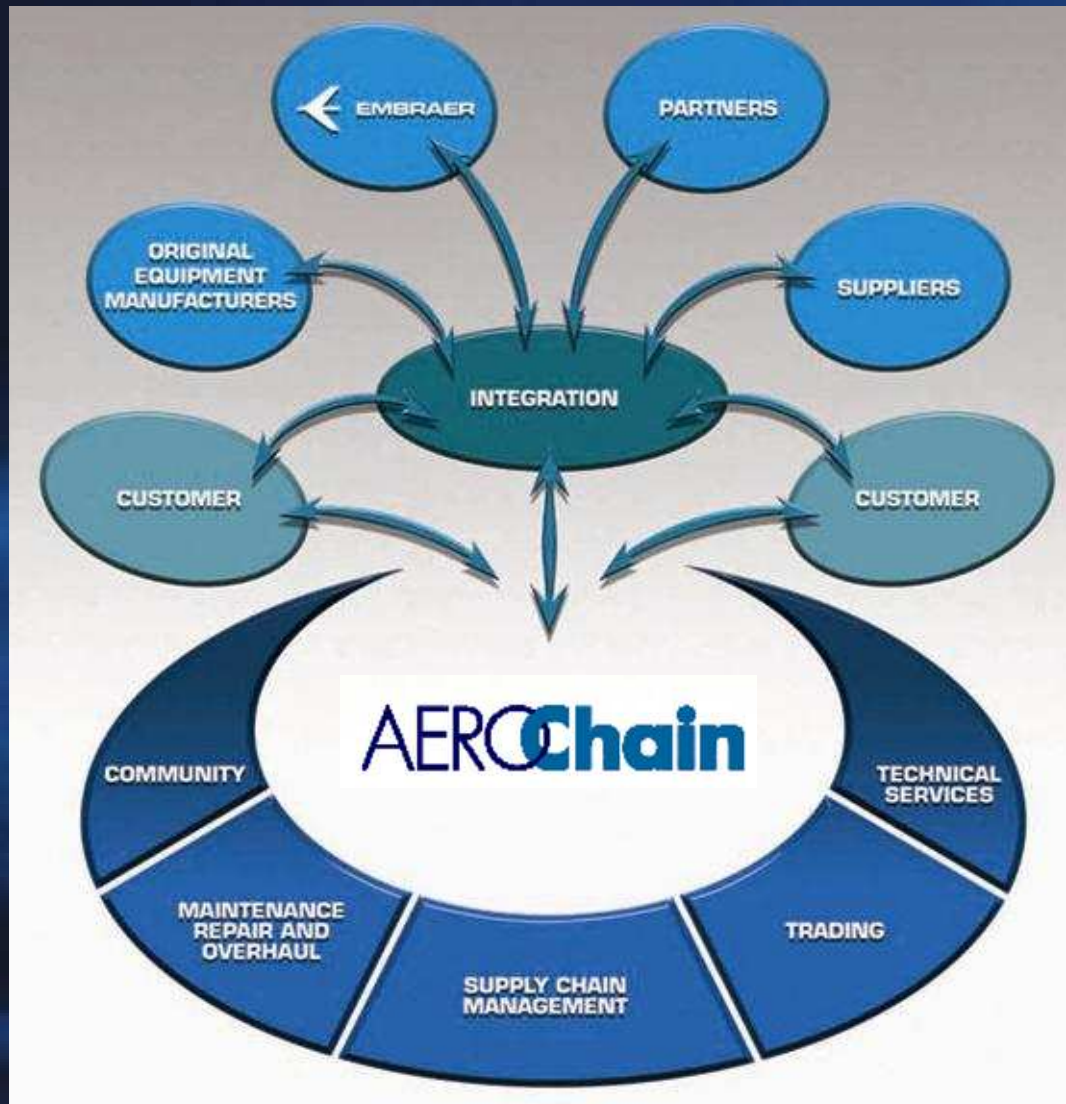 EMBRAER
PARTNERS
ORIGINAL
EQUIPMENT
MANUFACTURERS
SUPPLIERS
INTEGRATION
CUSTOMER
CUSTOMER
AEROChain
COMMUNITY
TECHNICAL
SERVICES
MAINTENANCE
REPAIR AND
OVERHAUL
TRADING
SUPPLY CHAIN
MANAGEMENT